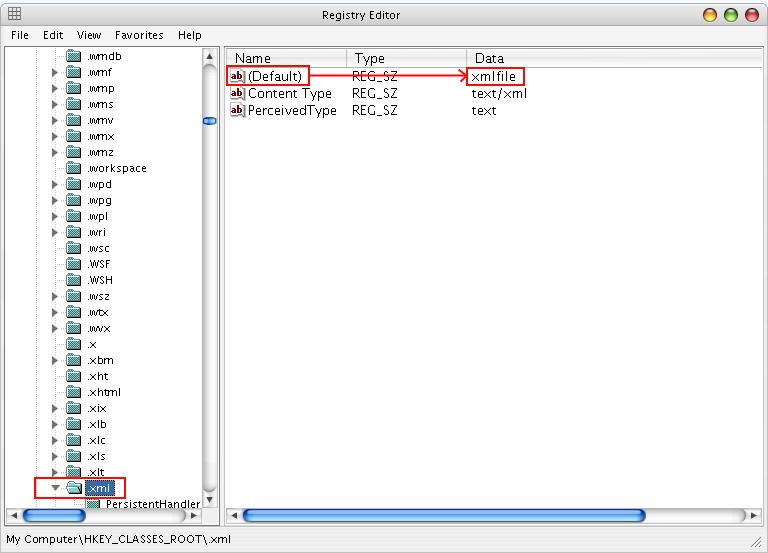 Registry Editor
File Edit View Favorites Help
.wmdb
.wmf
.wmp
.wms
.wmv
.wmx
.wmz
.workspace
.wpd
.wpg
.wpl
.wri
.wsc
.WSF
.WSH
.wsz
.wtx
.wvx
.x
.xbm
.xht
.xhtml
.xix
.xlb
.xlc
.xls
.xlt
.xml
PersistentHandler
Name Type Data
ab (Default) REG_SZ xmlfile
ab Content Type REG_SZ text/xml
ab PerceivedType REG_SZ text
My Computer\HKEY_CLASSES_ROOT\.xml